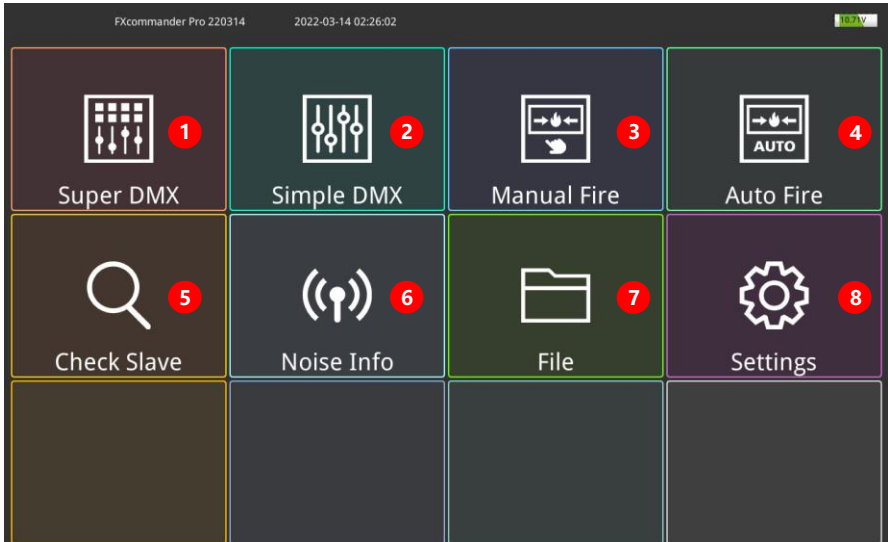 FXcommander Pro 220314 2022-03-14 02:26:02 10.71V
1 2 3 4
AUTO
Super DMX Simple DMX Manual Fire Auto Fire
5 6 7 8
Check Slave Noise Info File Settings